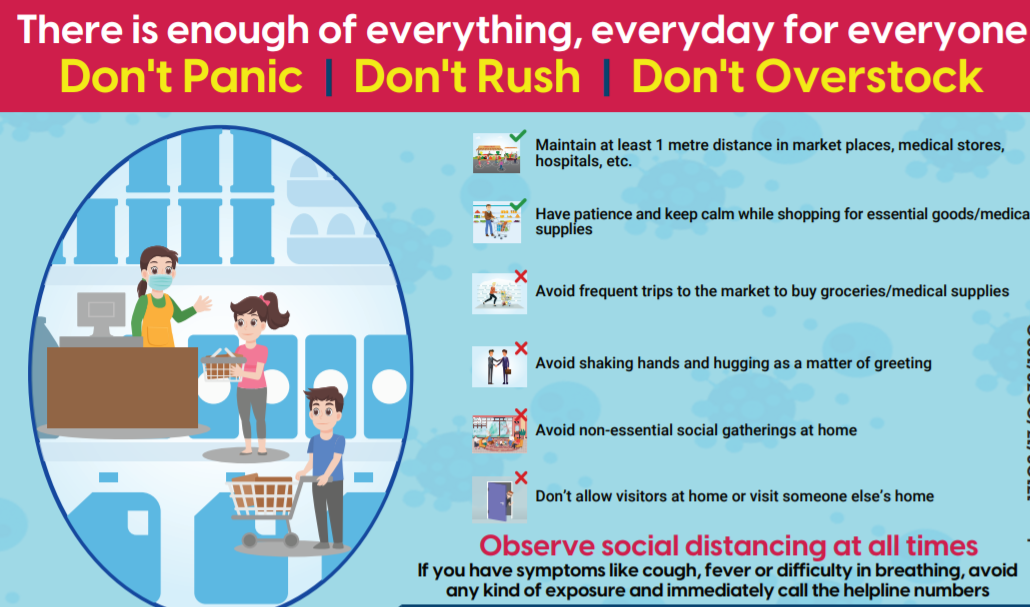 There is enough of everything, everyday for everyone
Don't Panic | Don't Rush | Don't Overstock
Maintain at least 1 metre distance in market places, medical stores,
hospitals, etc.
Have patience and keep calm while shopping for essential goods/medica
supplies
Avoid frequent trips to the market to buy groceries/medical supplies
Avoid shaking hands and hugging as a matter of greeting
Avoid non-essential social gatherings at home
Don't allow visitors at home or visit someone else's home
Observe social distancing at all times
If you have symptoms like cough, fever or difficulty in breathing, avoid
any kind of exposure and immediately call the helpline numbers